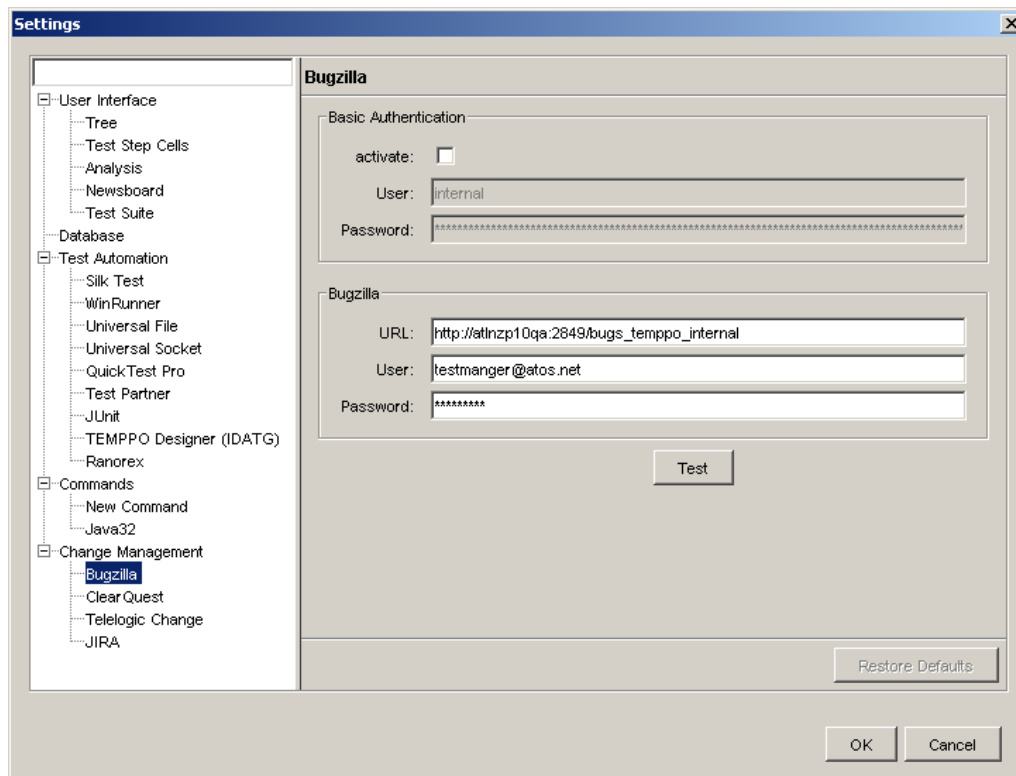 Settings
User Interface
Tree
Test Step Cells
Analysis
Newsboard
Test Suite
Database
Test Automation
Silk Test
WinRunner
Universal File
Universal Socket
QuickTest Pro
Test Partner
JUnit
TEMPPO Designer (IDATG)
Ranorex
Commands
New Command
Java32
Change Management
Bugzilla
ClearQuest
Telelogic Change
JIRA
Bugzilla
Basic Authentication
activate:
User: internal
Password:
Bugzilla
URL: http://atlnzp10qa:2849/bugs_temppo_internal
User: testmanger@atos.net
Password: *********
Test
Restore Defaults
OK Cancel